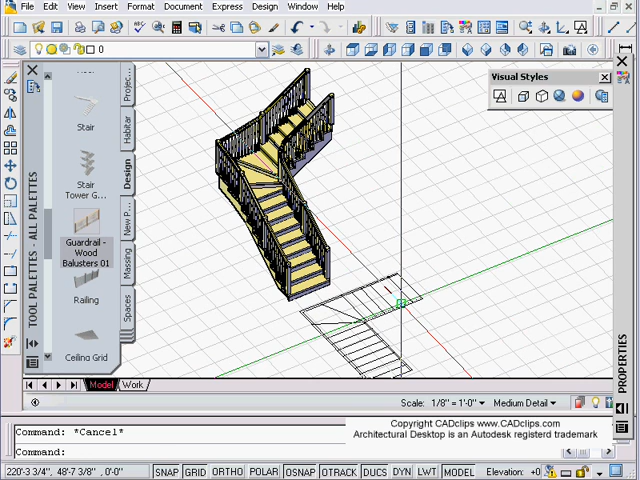 File Edit View Insert Format Document Express Design Window Help
0
Visual Styles
TOOL PALETTES - ALL PALETTES
Stair
Stair
Tower G...
Guardrail -
Wood
Balusters 01
Railing
Ceiling Grid
Projec...
Habitar
Design
New P...
Massing
Spaces
PROPERTIES
Model Work
Scale: 1/8" = 1'-0" Medium Detail
Command: *Cancel*
Command:
Copyright CADclips www.CADclips.com
Architectural Desktop is an Autodesk registerd trademark
220'-3 3/4", 48'-7 3/8" , 0'-0" SNAP GRID ORTHO POLAR OSNAP OTRACK DUCS DYN LWT MODEL Elevation: +0